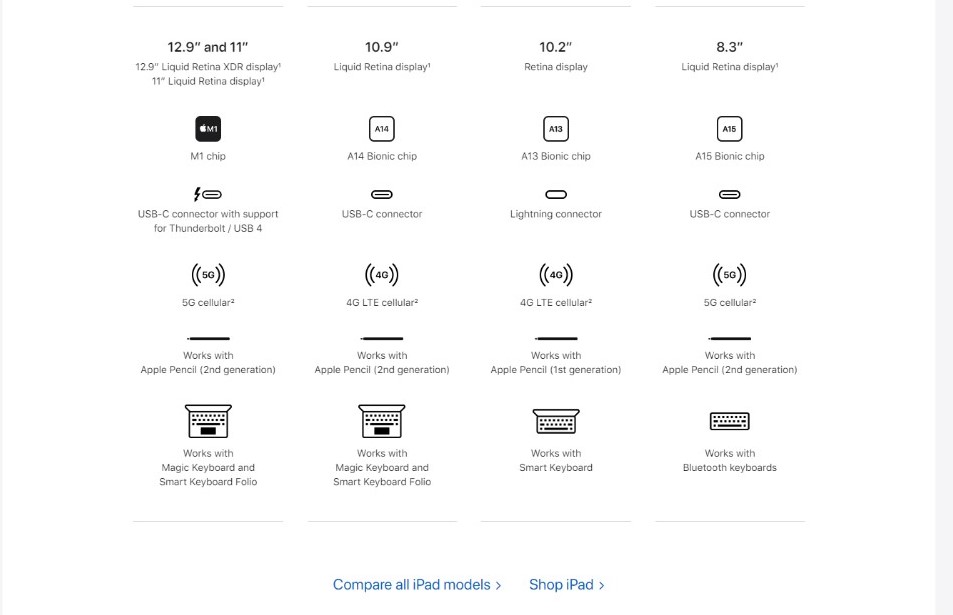 12.9″ and 11″
12.9″ Liquid Retina XDR display¹
11″ Liquid Retina display¹
M1
M1 chip
USB-C connector with support
for Thunderbolt / USB 4
5G
5G cellular²
Works with
Apple Pencil (2nd generation)
Works with
Magic Keyboard and
Smart Keyboard Folio
10.9″
Liquid Retina display¹
A14
A14 Bionic chip
USB-C connector
4G
4G LTE cellular²
Works with
Apple Pencil (2nd generation)
Works with
Magic Keyboard and
Smart Keyboard Folio
10.2″
Retina display
A13
A13 Bionic chip
Lightning connector
4G
4G LTE cellular²
Works with
Apple Pencil (1st generation)
Works with
Smart Keyboard
8.3″
Liquid Retina display¹
A15
A15 Bionic chip
USB-C connector
5G
5G cellular²
Works with
Apple Pencil (2nd generation)
Works with
Bluetooth keyboards
Compare all iPad models >
Shop iPad >